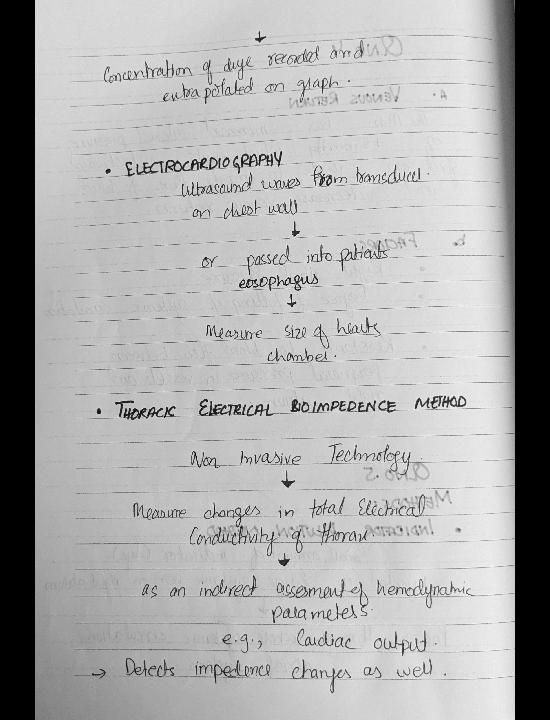 ↓
Concentration of dye recorded and
extrapolated on graph.
• ELECTROCARDIOGRAPHY
Ultrasound waves from transducer.
on chest wall
↓
or passed into patients
eosophagus
↓
Measure size of hearts
chamber.
• THORACIC ELECTRICAL BIOIMPEDENCE METHOD
Non Invasive Technology.
↓
Measure changes in total Electrical
Conductivity of thorax
↓
as an indirect assesment of hemodynamic
parameters.
e.g., Cardiac output.
→ Detects impedence changes as well.